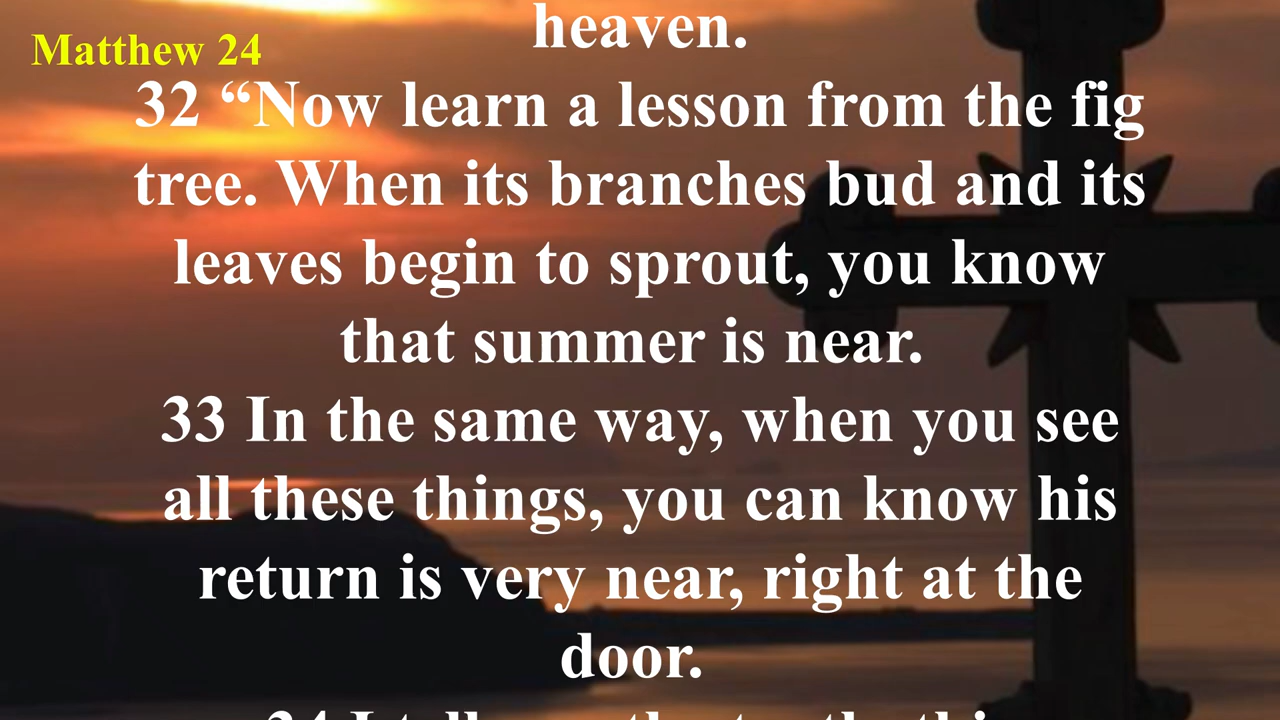 Matthew 24
heaven.
32 “Now learn a lesson from the fig
tree. When its branches bud and its
leaves begin to sprout, you know
that summer is near.
33 In the same way, when you see
all these things, you can know his
return is very near, right at the
door.